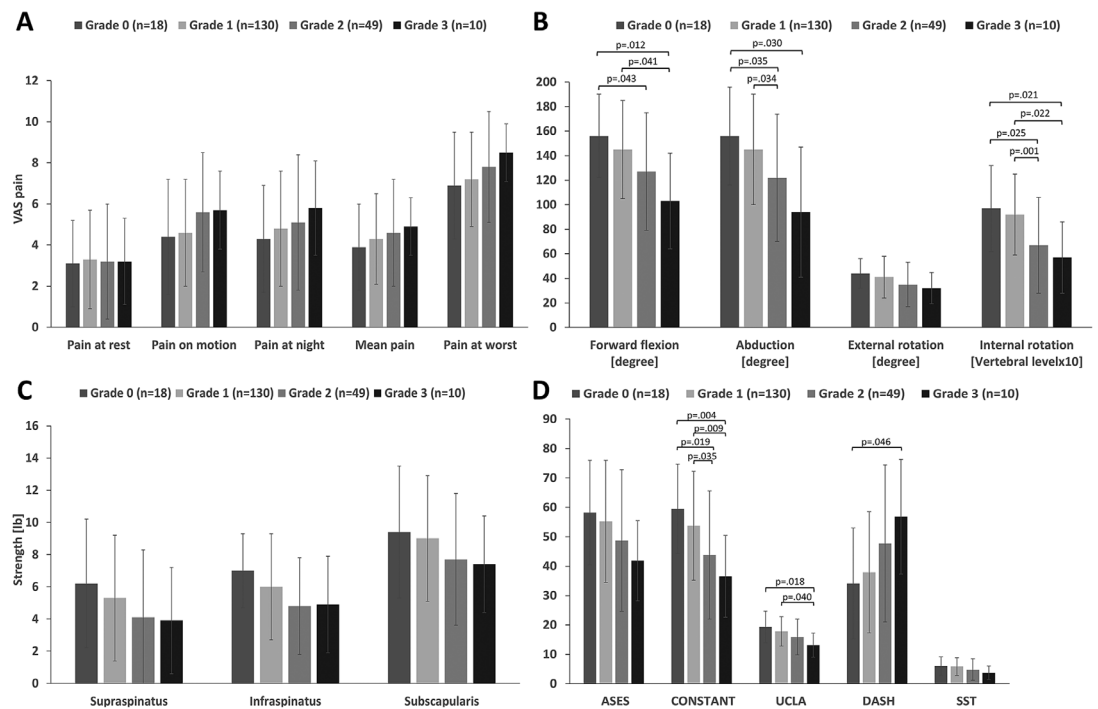 A
Grade 0 (n=18) Grade 1 (n=130) Grade 2 (n=49) Grade 3 (n=10)
VAS pain
12
10
8
6
4
2
0
Pain at rest Pain on motion Pain at night Mean pain Pain at worst
B
Grade 0 (n=18) Grade 1 (n=130) Grade 2 (n=49) Grade 3 (n=10)
p=.012
p=.041
p=.043
p=.030
p=.035
p=.034
p=.021
p=.022
p=.025
p=.001
200
180
160
140
120
100
80
60
40
20
0
Forward flexion Abduction External rotation Internal rotation
[degree] [degree] [degree] [Vertebral levelx10]
C
Grade 0 (n=18) Grade 1 (n=130) Grade 2 (n=49) Grade 3 (n=10)
Strength [lb]
16
14
12
10
8
6
4
2
0
Supraspinatus Infraspinatus Subscapularis
D
Grade 0 (n=18) Grade 1 (n=130) Grade 2 (n=49) Grade 3 (n=10)
p=.004
p=.009
p=.019
p=.035
p=.018
p=.040
p=.046
90
80
70
60
50
40
30
20
10
0
ASES CONSTANT UCLA DASH SST